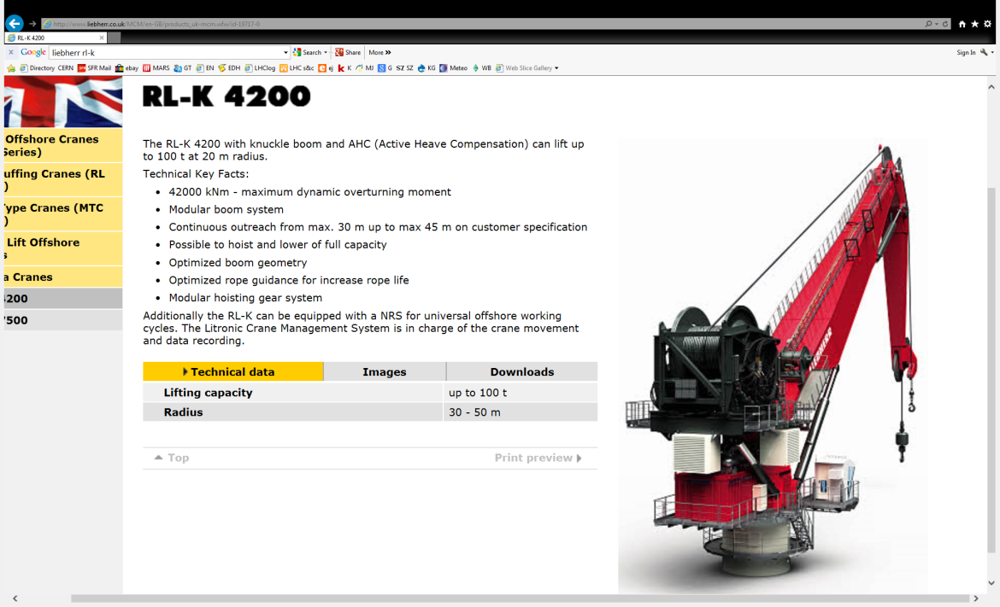 http://www.liebherr.co.uk/MCM/en-GB/products_uk-mcm.wfw/id-19717-0
RL-K 4200
Google
liebherr rl-k
Search
Share
More »
Sign In
Directory
CERN
SFR Mail
ebay
MARS
GT
EN
EDH
LHClog
LHC s&c
ej
K
MJ
G
SZ SZ
KG
Meteo
WB
Web Slice Gallery
Offshore Cranes
Series)
uffing Cranes (RL
)
Type Cranes (MTC
)
Lift Offshore
s
a Cranes
4200
7500
RL-K 4200
The RL-K 4200 with knuckle boom and AHC (Active Heave Compensation) can lift up
to 100 t at 20 m radius.
Technical Key Facts:
• 42000 kNm - maximum dynamic overturning moment
• Modular boom system
• Continuous outreach from max. 30 m up to max 45 m on customer specification
• Possible to hoist and lower of full capacity
• Optimized boom geometry
• Optimized rope guidance for increase rope life
• Modular hoisting gear system
Additionally the RL-K can be equipped with a NRS for universal offshore working
cycles. The Litronic Crane Management System is in charge of the crane movement
and data recording.
Technical data
Images
Downloads
Lifting capacity up to 100 t
Radius 30 - 50 m
Top
Print preview
LIEBHERR